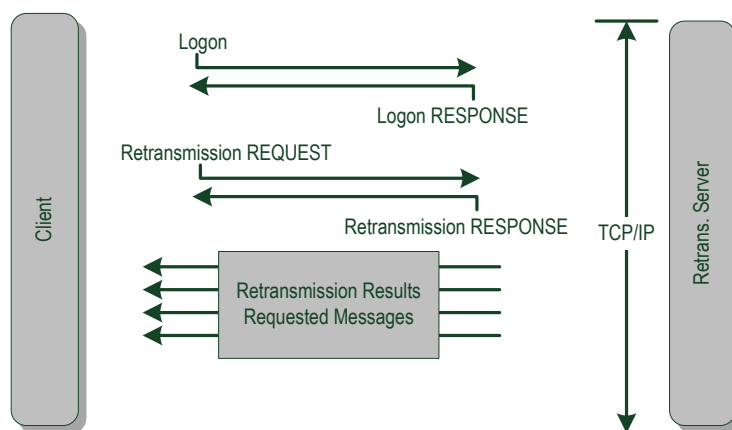 Logon
Logon RESPONSE
Retransmission REQUEST
Retransmission RESPONSE
Client
TCP/IP
Retrans. Server
Retransmission Results
Requested Messages